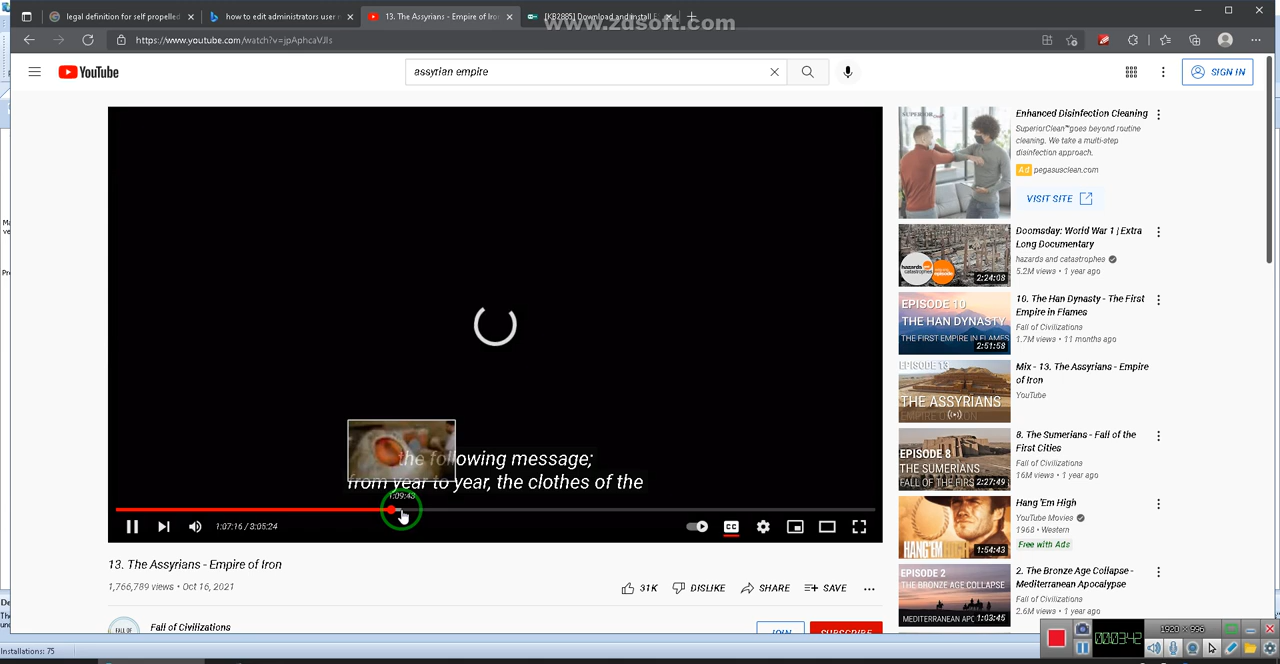 legal definition for self propelled
how to edit administrators user n
13. The Assyrians - Empire of Iron
[KB2885] Download and install E
www.2dsoft.com
https://www.youtube.com/watch?v=jpAphcaVJIs
YouTube
assyrian empire
SIGN IN
the following message;
from year to year, the clothes of the
1:09:43
1:07:16 / 3:05:24
CC
13. The Assyrians - Empire of Iron
1,766,789 views • Oct 13, 2021
31K
DISLIKE
SHARE
SAVE
Fall of Civilizations
JOIN
SUBSCRIBE
Enhanced Disinfection Cleaning
SuperiorClean™goes beyond routine
cleaning. We take a multi-step
disinfection approach.
Ad pegasusclean.com
VISIT SITE
Doomsday: World War 1 | Extra
Long Documentary
hazards and catastrophes
5.2M views • 1 year ago
2:24:08
EPISODE 10
THE HAN DYNASTY
THE FIRST EMPIRE IN FLAMES
2:51:58
10. The Han Dynasty - The First
Empire in Flames
Fall of Civilizations
1.7M views • 11 months ago
EPISODE 13
THE ASSYRIANS
Mix - 13. The Assyrians - Empire
of Iron
YouTube
EPISODE 8
THE SUMERIANS
FALL OF THE FIRS
2:27:49
8. The Sumerians - Fall of the
First Cities
Fall of Civilizations
16M views • 1 year ago
HANG'EM
1:54:43
Hang 'Em High
YouTube Movies
1968 • Western
Free with Ads
EPISODE 2
THE BRONZE AGE COLLAPSE
MEDITERRANEAN APO
1:03:45
2. The Bronze Age Collapse -
Mediterranean Apocalypse
Fall of Civilizations
2.6M views • 1 year ago
1920 × 996
000342
Installations: 75